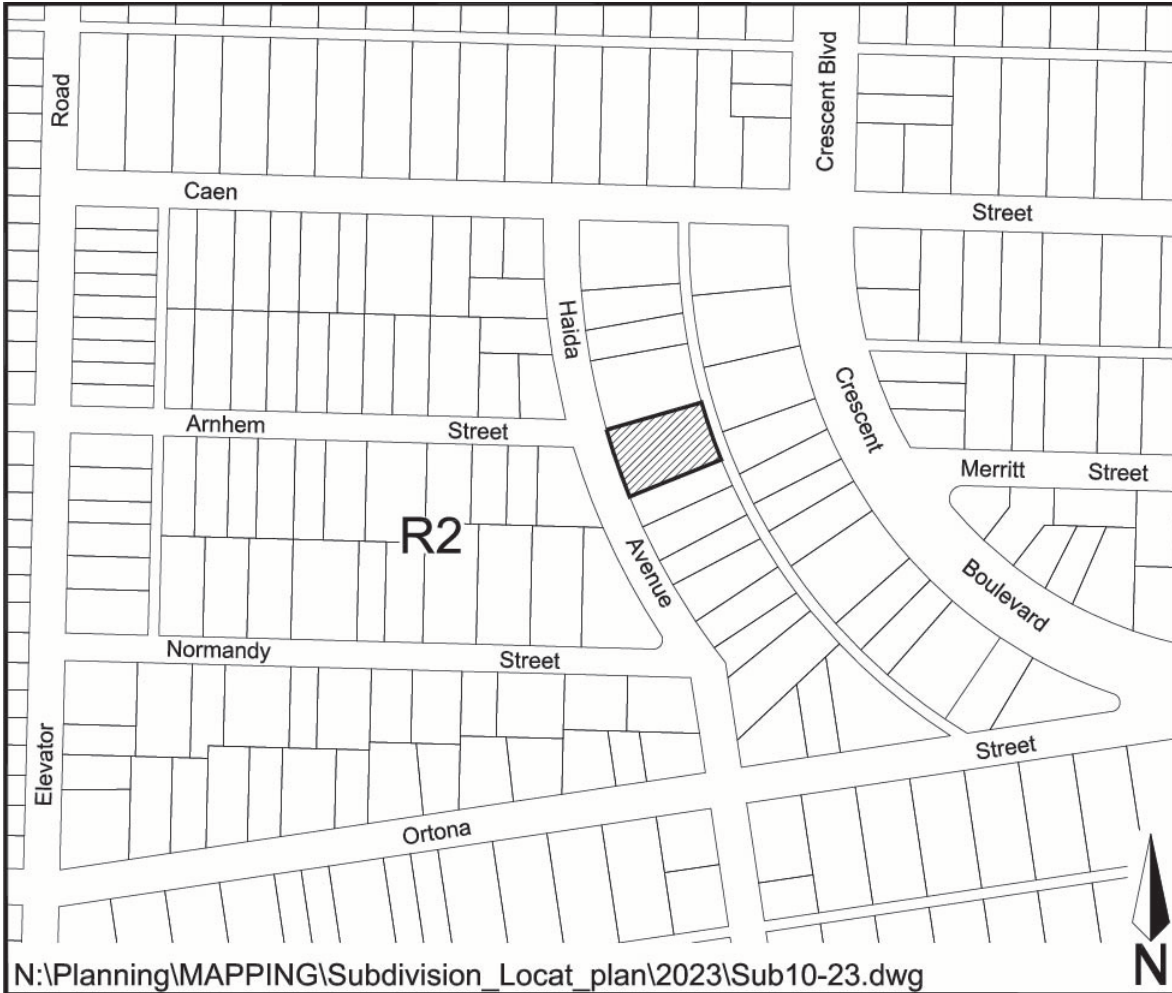 Road
Crescent Blvd
Caen
Street
Haida
Crescent
Arnhem
Street
Merritt
Street
R2
Avenue
Boulevard
Normandy
Street
Elevator
Street
Ortona
N:\Planning\MAPPING\Subdivision_Locat_plan\2023\Sub10-23.dwg
N